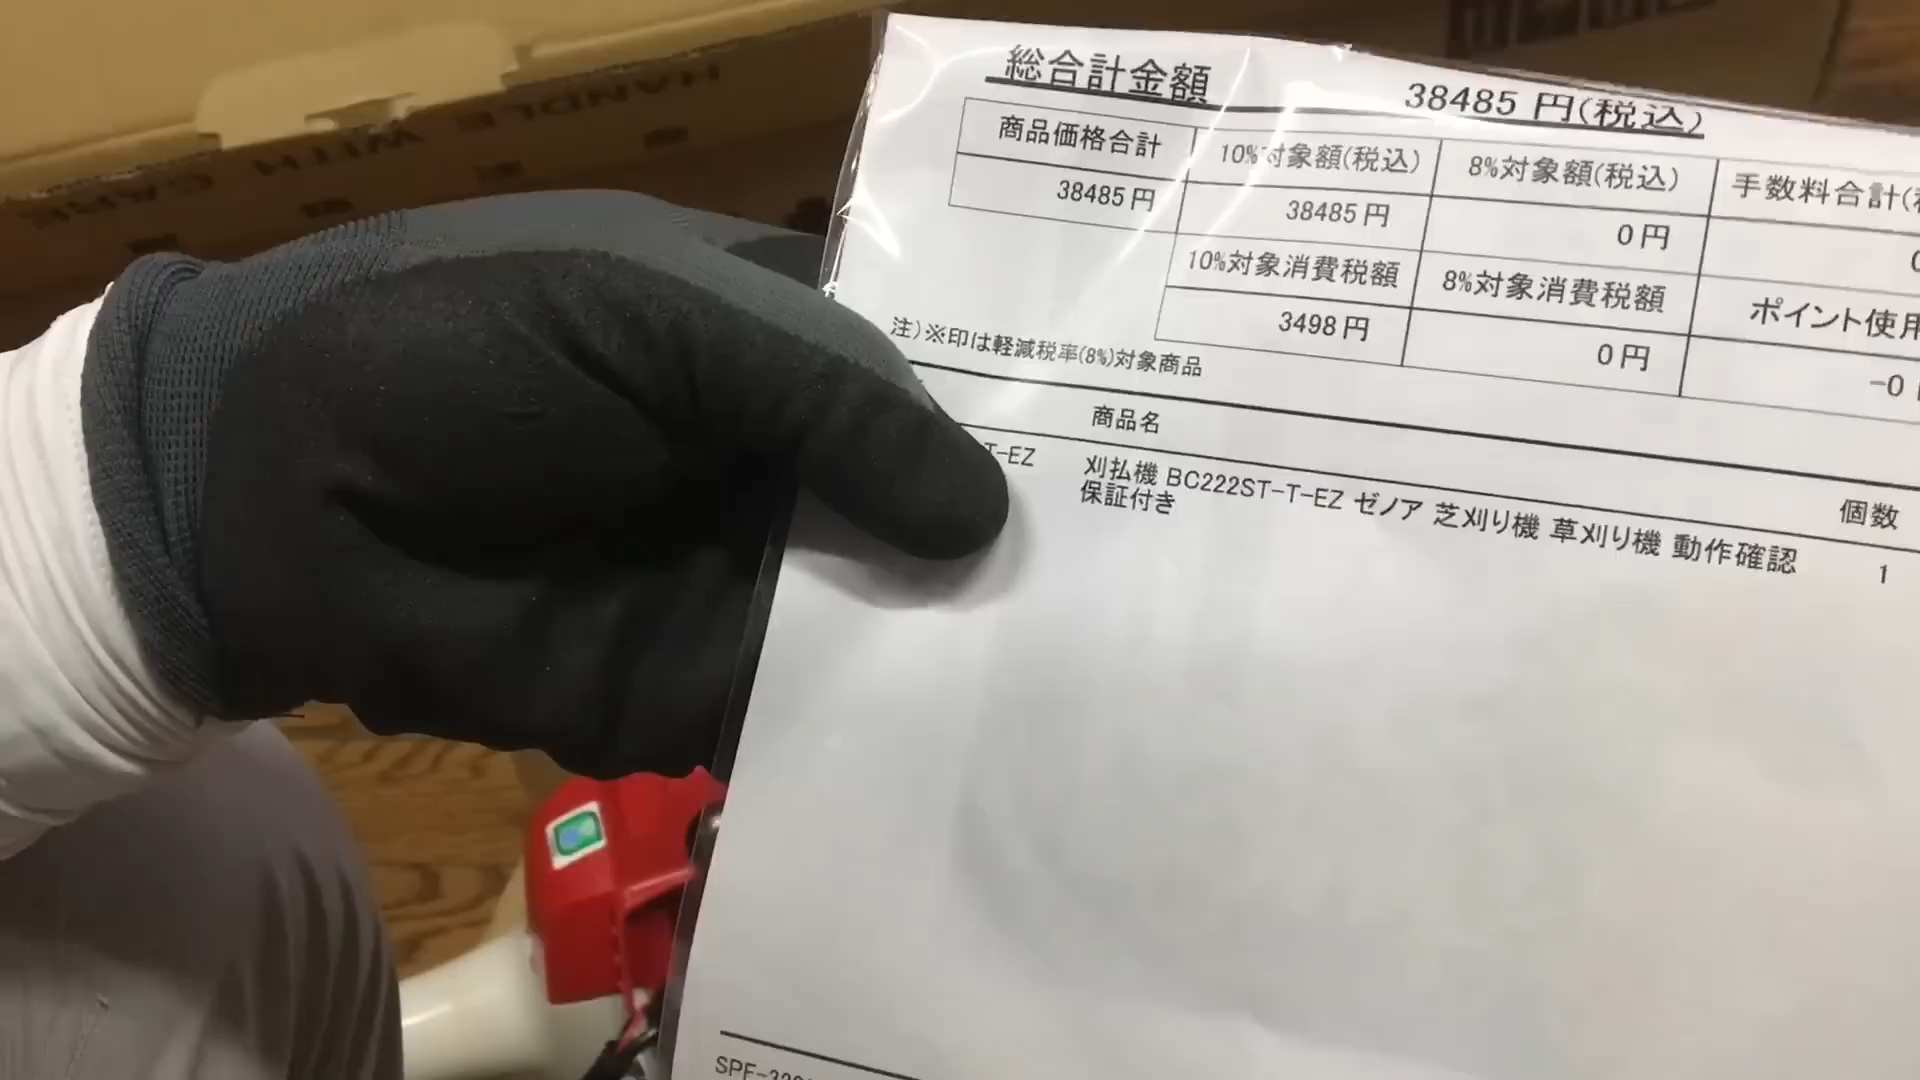 HANDLE WITH CARE
総合計金額 38485 円(税込)
商品価格合計 10%対象額(税込) 8%対象額(税込) 手数料合計(
38485 円 38485 円 0 円
10%対象消費税額 8%対象消費税額 ポイント使用
3498 円 0 円 -0
注)※印は軽減税率(8%)対象商品
商品名 個数
T-EZ 刈払機 BC222ST-T-EZ ゼノア 芝刈り機 草刈り機 動作確認 1
保証付き